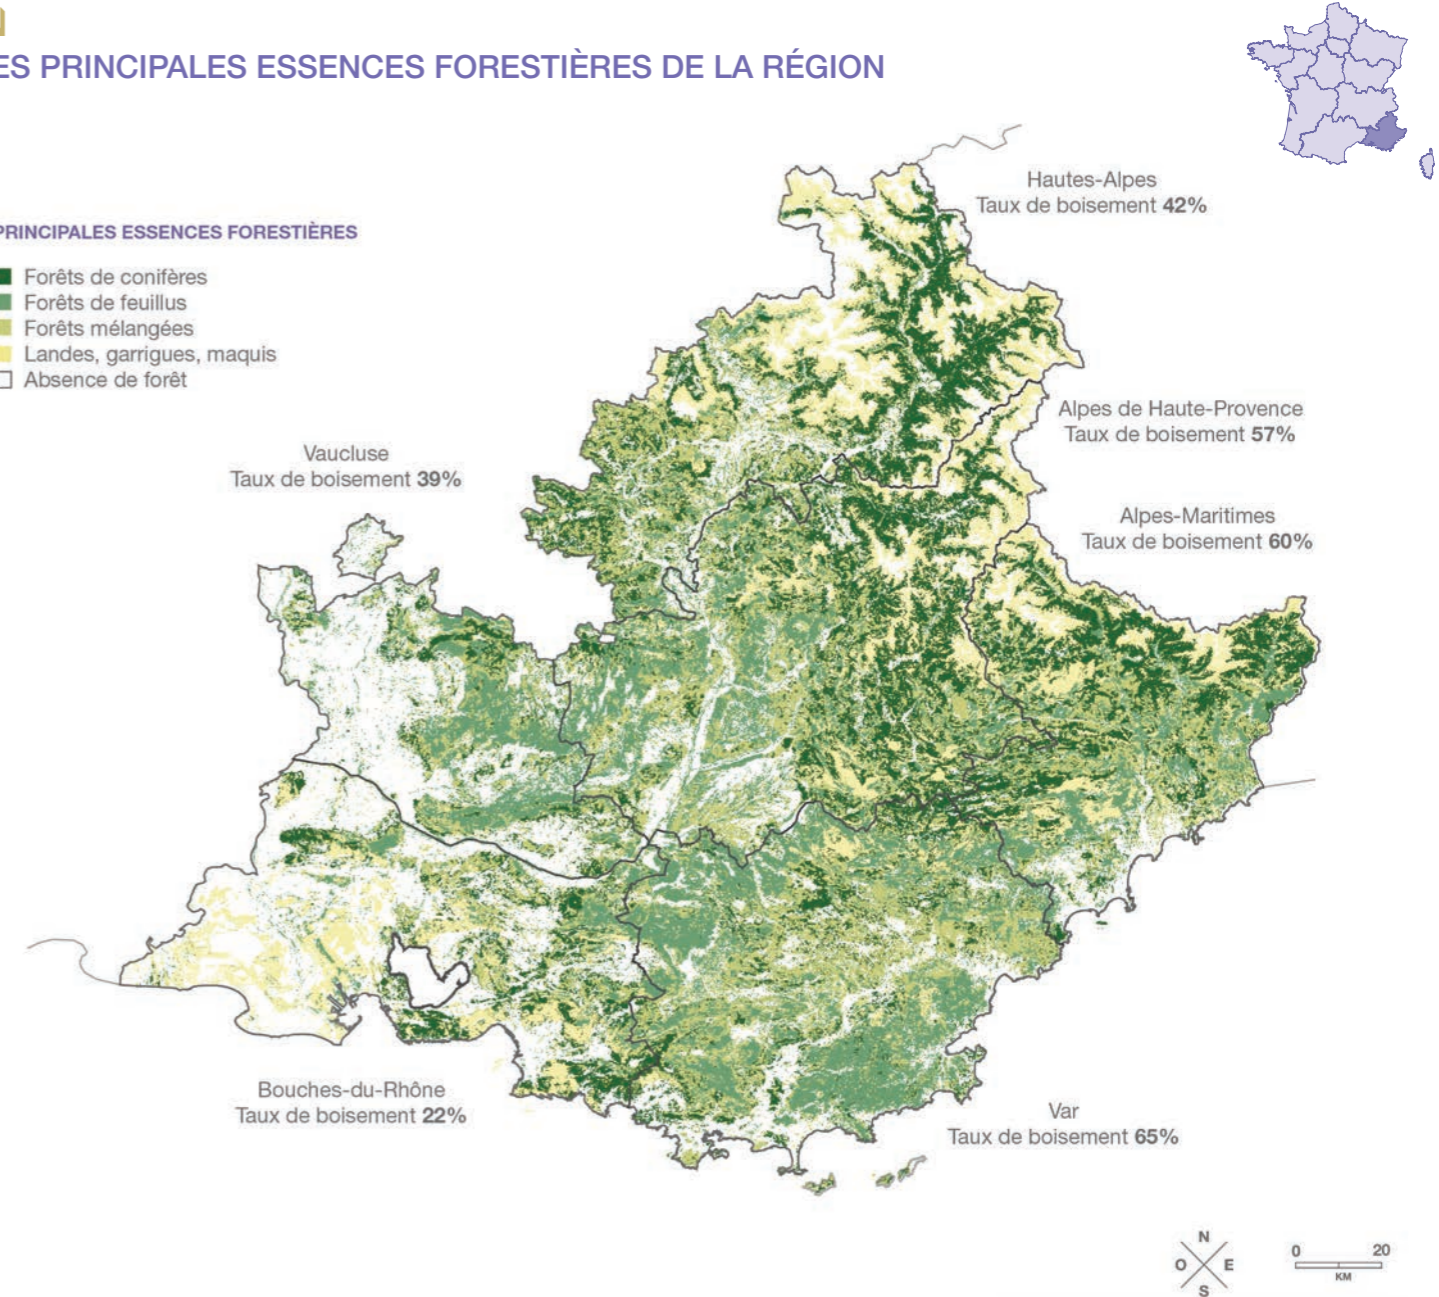 ES PRINCIPALES ESSENCES FORESTIÈRES DE LA RÉGION
Hautes-Alpes
Taux de boisement 42%
PRINCIPALES ESSENCES FORESTIÈRES
Forêts de conifères
Forêts de feuillus
Forêts mélangées
Landes, garrigues, maquis
Absence de forêt
Alpes de Haute-Provence
Taux de boisement 57%
Vaucluse
Taux de boisement 39%
Alpes-Maritimes
Taux de boisement 60%
Bouches-du-Rhône
Taux de boisement 22%
Var
Taux de boisement 65%
N
O E
S
0 20
KM